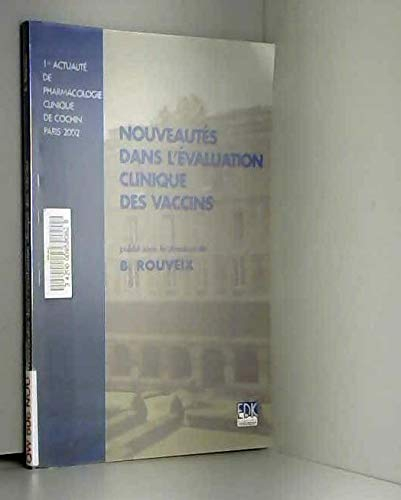 1re ACTUALITÉ
DE
PHARMACOLOGIE
CLINIQUE
DE COCHIN
PARIS 2002
NOUVEAUTÉS
DANS L'ÉVALUATION
CLINIQUE
DES VACCINS
publié sous la direction de
B. ROUVEIX
EDK